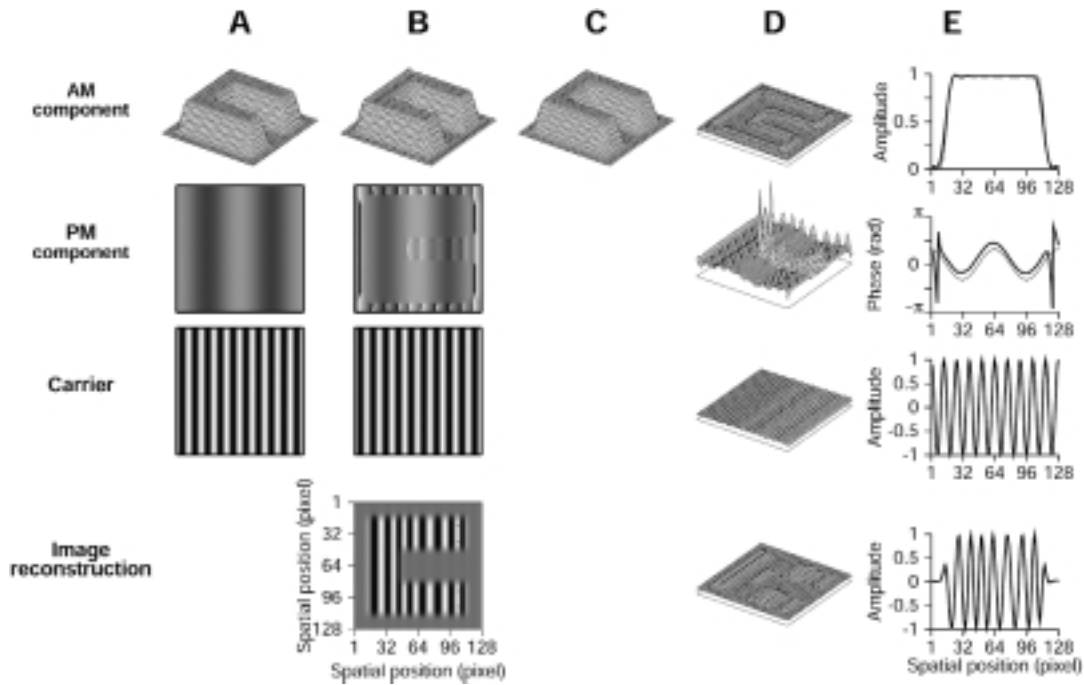 A B C D E
AM
component
Amplitude
1
0.5
0
1 32 64 96 128
PM
component
Phase (rad)
π
0
-π
1 32 64 96 128
Carrier
Amplitude
1
0.5
0
-0.5
-1
1 32 64 96 128
Image
reconstruction
Spatial position (pixel)
1
32
64
96
128
1 32 64 96 128
Spatial position (pixel)
Amplitude
1
0.5
0
-0.5
-1
1 32 64 96 128
Spatial position (pixel)